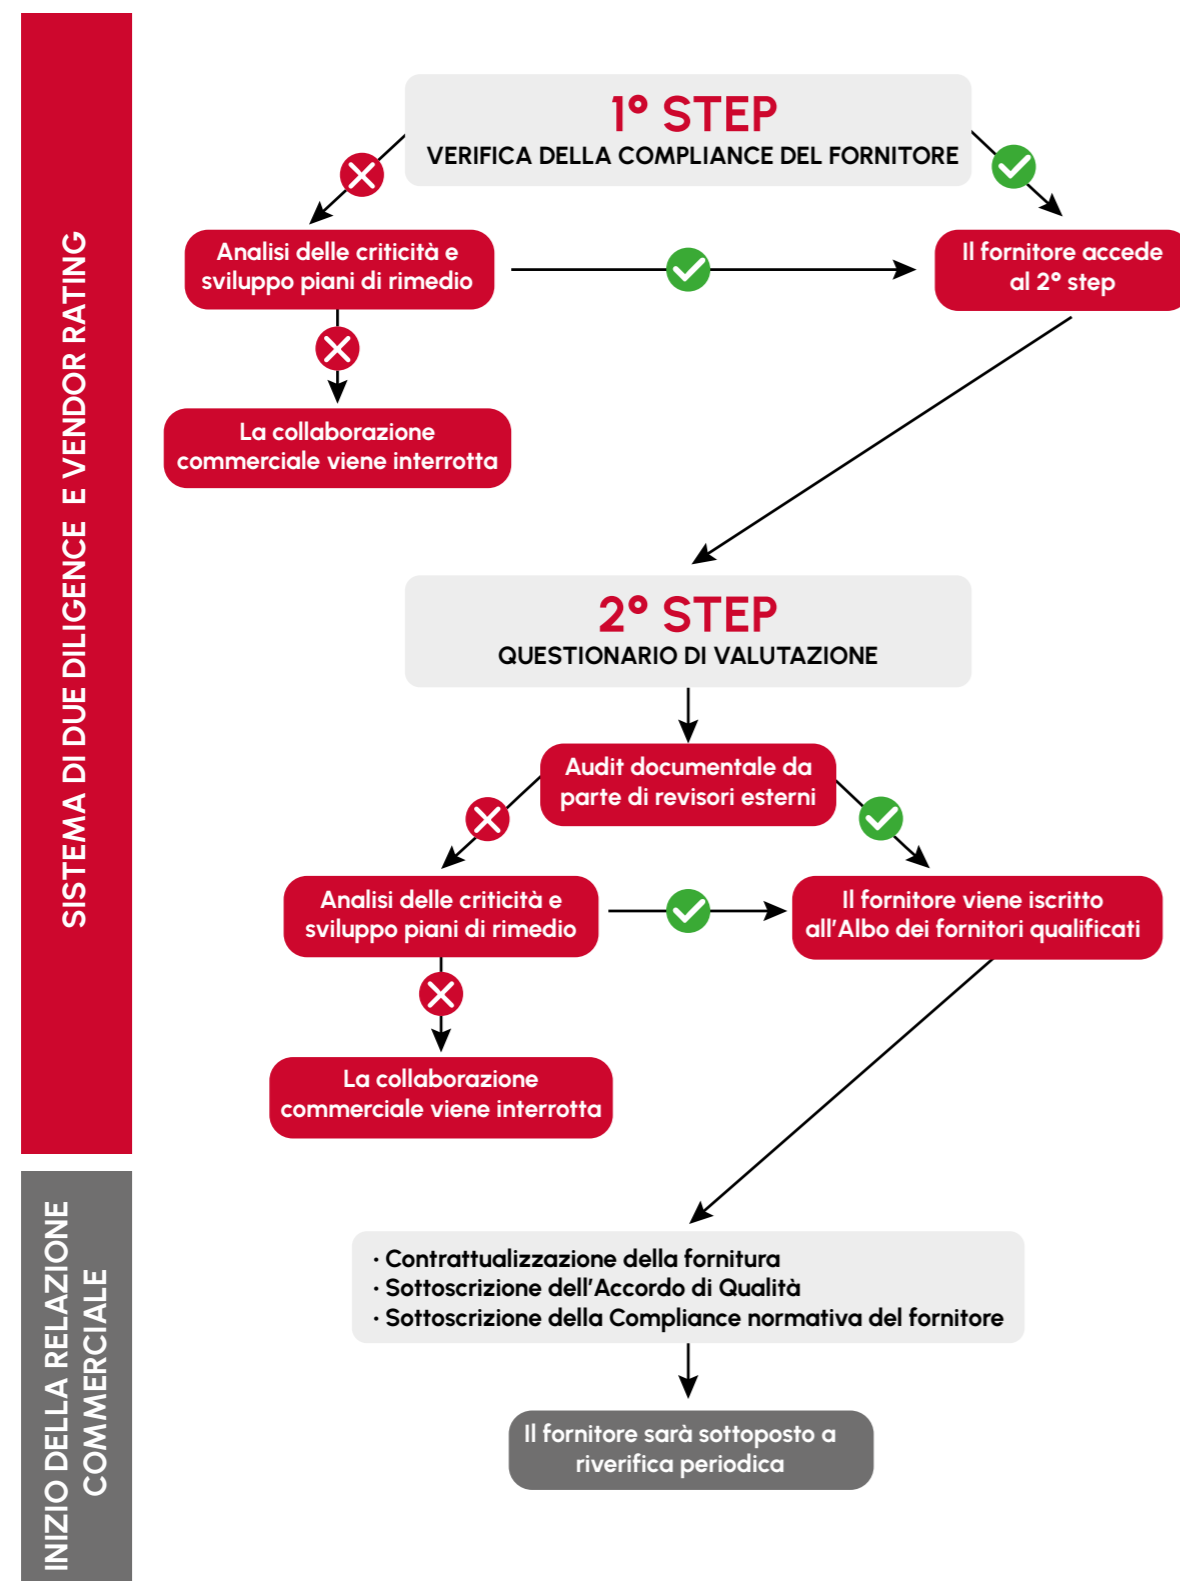 SISTEMA DI DUE DILIGENCE E VENDOR RATING
1° STEP
VERIFICA DELLA COMPLIANCE DEL FORNITORE
Analisi delle criticità e
sviluppo piani di rimedio
Il fornitore accede
al 2° step
La collaborazione
commerciale viene interrotta
2° STEP
QUESTIONARIO DI VALUTAZIONE
Audit documentale da
parte di revisori esterni
Analisi delle criticità e
sviluppo piani di rimedio
Il fornitore viene iscritto
all'Albo dei fornitori qualificati
La collaborazione
commerciale viene interrotta
INIZIO DELLA RELAZIONE
COMMERCIALE
· Contrattualizzazione della fornitura
· Sottoscrizione dell'Accordo di Qualità
· Sottoscrizione della Compliance normativa del fornitore
Il fornitore sarà sottoposto a
riverifica periodica